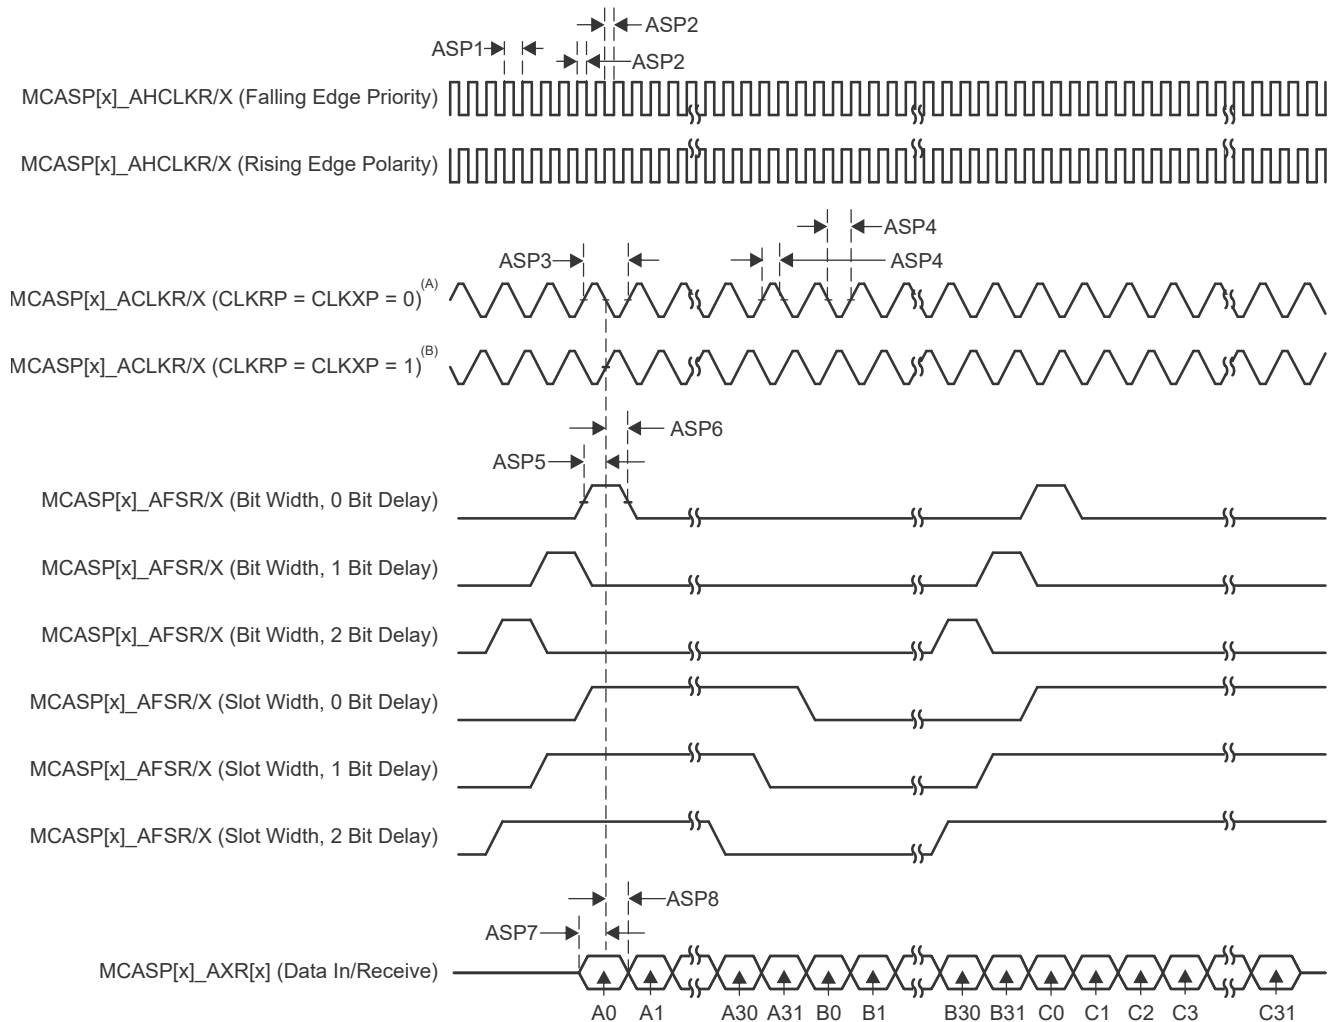 ASP2
ASP1
ASP2
MCASP[x]_AHCLKR/X (Falling Edge Priority)
MCASP[x]_AHCLKR/X (Rising Edge Polarity)
ASP4
ASP3
ASP4
MCASP[x]_ACLKR/X (CLKRP = CLKXP = 0)(A)
MCASP[x]_ACLKR/X (CLKRP = CLKXP = 1)(B)
ASP6
ASP5
MCASP[x]_AFSR/X (Bit Width, 0 Bit Delay)
MCASP[x]_AFSR/X (Bit Width, 1 Bit Delay)
MCASP[x]_AFSR/X (Bit Width, 2 Bit Delay)
MCASP[x]_AFSR/X (Slot Width, 0 Bit Delay)
MCASP[x]_AFSR/X (Slot Width, 1 Bit Delay)
MCASP[x]_AFSR/X (Slot Width, 2 Bit Delay)
ASP8
ASP7
MCASP[x]_AXR[x] (Data In/Receive)
A0 A1 A30 A31 B0 B1 B30 B31 C0 C1 C2 C3 C31